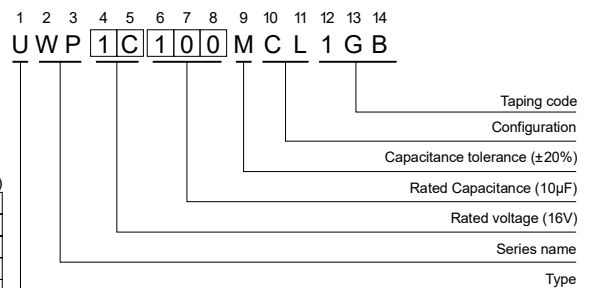 1 2 3 4 5 6 7 8 9 10 11 12 13 14
U W P 1 C 1 0 0 M C L 1 G B
Taping code
Configuration
Capacitance tolerance (±20%)
Rated Capacitance (10µF)
)
Rated voltage (16V)
Series name
Type